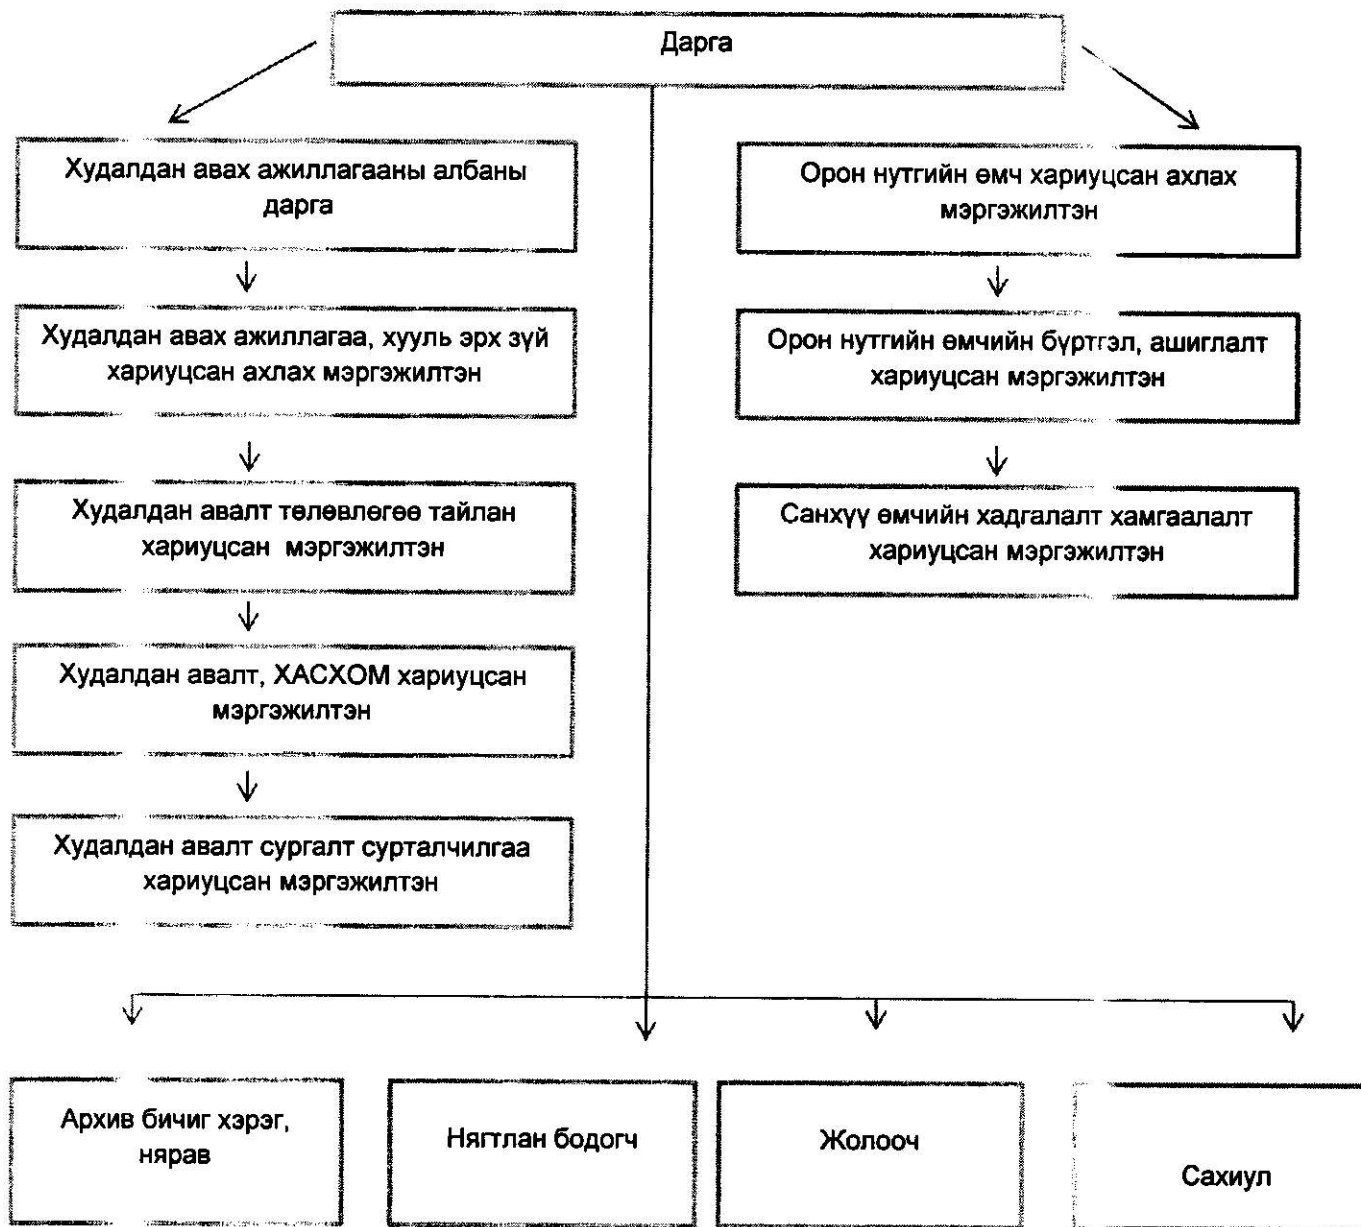 Дарга
Худалдан авах ажиллагааны албаны
дарга
Худалдан авах ажиллагаа, хууль эрх зүй
хариуцсан ахлах мэргэжилтэн
Худалдан авалт төлөвлөгөө тайлан
хариуцсан мэргэжилтэн
Худалдан авалт, ХАСХОМ хариуцсан
мэргэжилтэн
Худалдан авалт сургалт сурталчилгаа
хариуцсан мэргэжилтэн
Орон нутгийн өмч хариуцсан ахлах
мэргэжилтэн
Орон нутгийн өмчийн бүртгэл, ашиглалт
хариуцсан мэргэжилтэн
Санхүү өмчийн хадгалалт хамгаалалт
хариуцсан мэргэжилтэн
Архив бичиг хэрэг,
нярав
Нягтлан бодогч
Жолооч
Сахиул